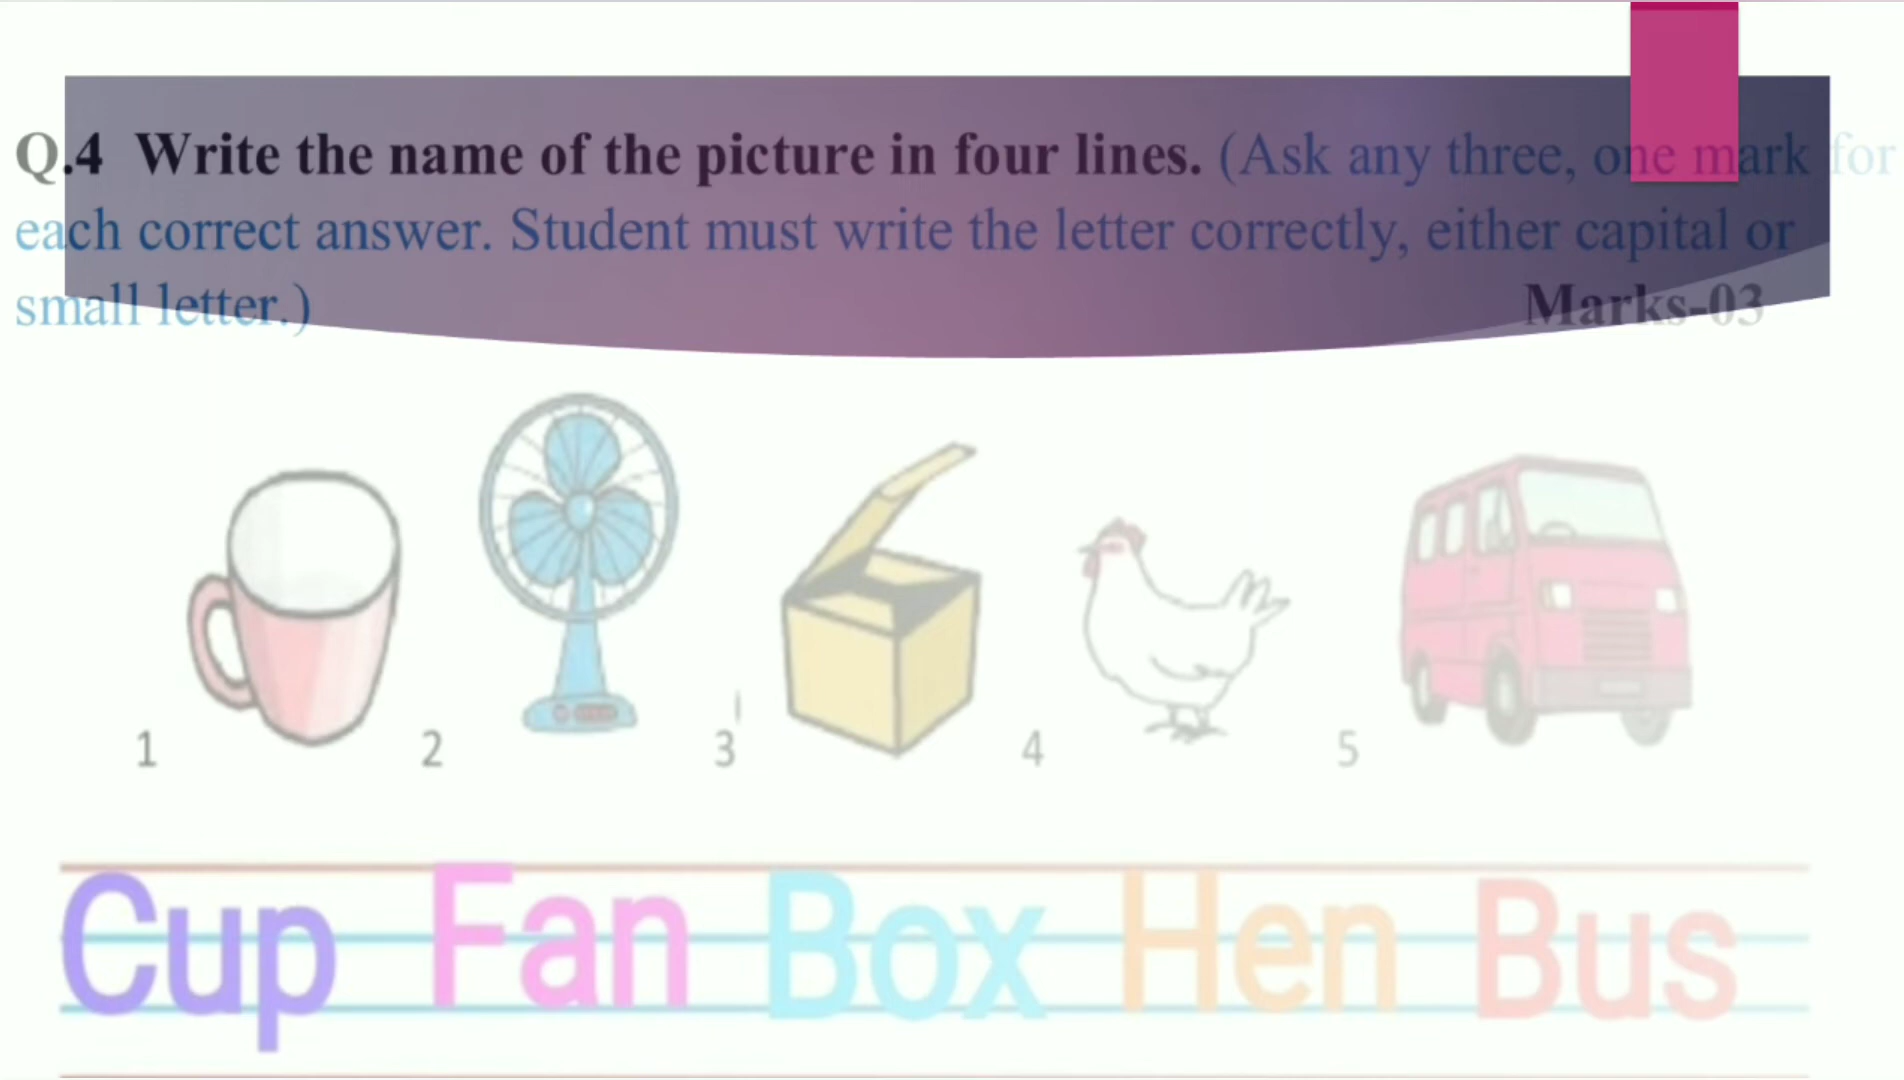 Q.4 Write the name of the picture in four lines. (Ask any three, one mark for
each correct answer. Student must write the letter correctly, either capital or
small letter.) Marks-03
1 2 3 4 5
Cup Fan Box Hen Bus